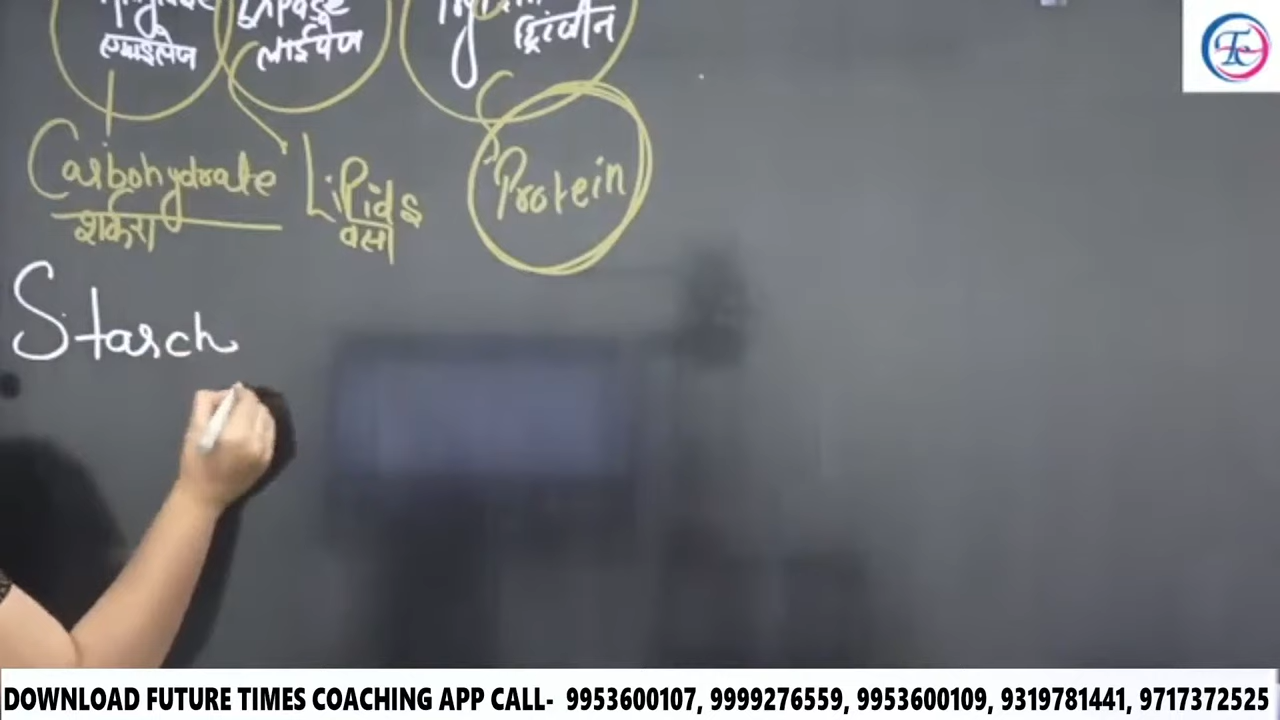 एमाइलेज लाईपेज ट्रिप्सीन
Carbohydrate Lipids Protein
शर्करा वसा
Starch
DOWNLOAD FUTURE TIMES COACHING APP CALL- 9953600107, 9999276559, 9953600109, 9319781441, 9717372525